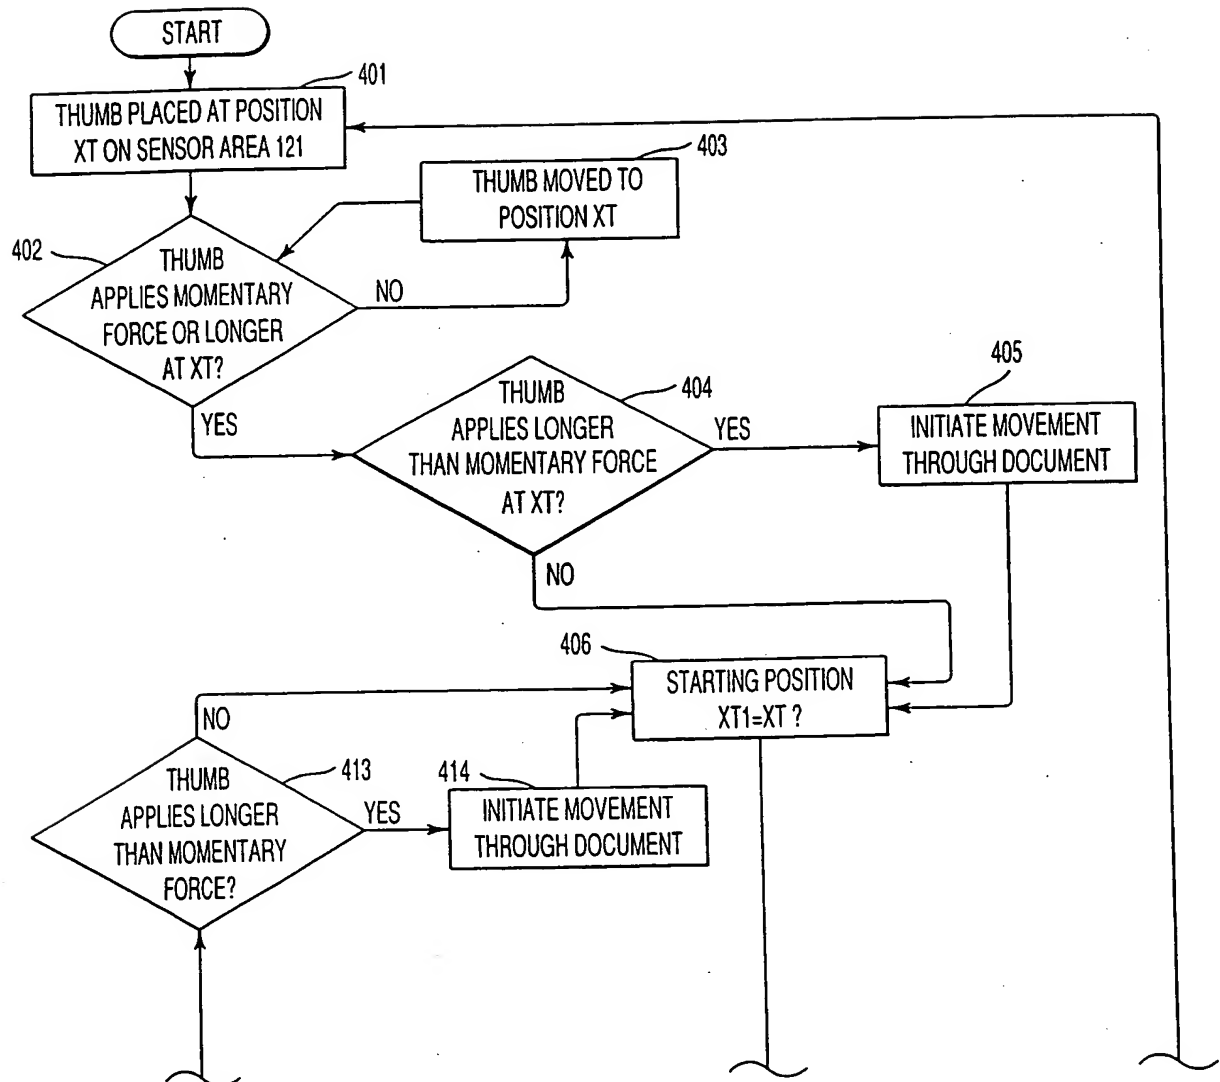 START
401
THUMB PLACED AT POSITION
XT ON SENSOR AREA 121
403
THUMB MOVED TO
POSITION XT
402
THUMB
APPLIES MOMENTARY
FORCE OR LONGER
AT XT?
NO
YES
404
THUMB
APPLIES LONGER
THAN MOMENTARY FORCE
AT XT?
YES
NO
405
INITIATE MOVEMENT
THROUGH DOCUMENT
406
STARTING POSITION
XT1=XT ?
NO
413
THUMB
APPLIES LONGER
THAN MOMENTARY
FORCE?
YES
414
INITIATE MOVEMENT
THROUGH DOCUMENT